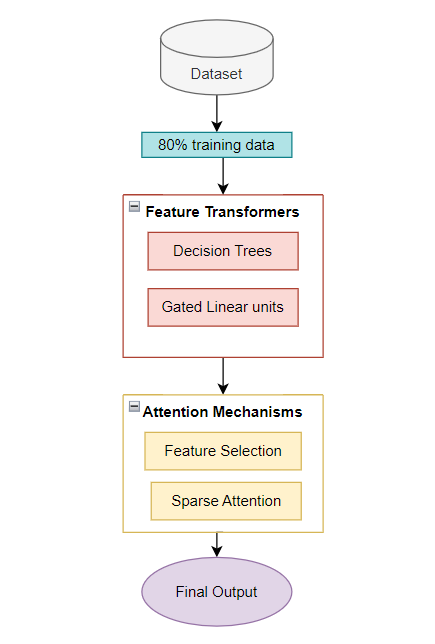 Dataset
80% training data
Feature Transformers
Decision Trees
Gated Linear units
Attention Mechanisms
Feature Selection
Sparse Attention
Final Output